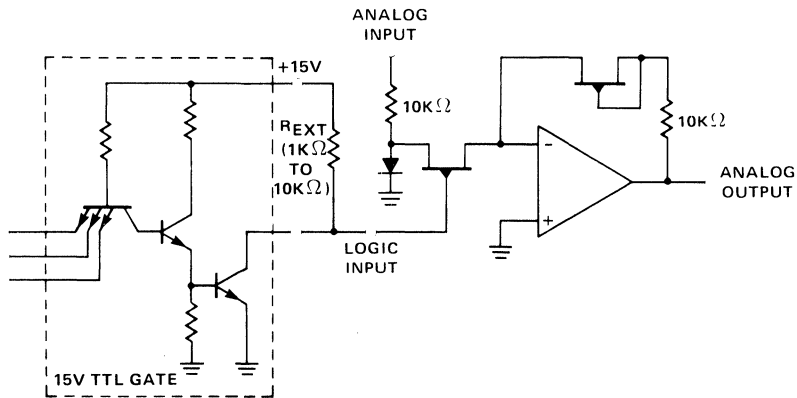 ANALOG
INPUT
+15V
10KΩ
10KΩ
REXT
(1KΩ
TO
10KΩ)
-
+
ANALOG
OUTPUT
LOGIC
INPUT
15V TTL GATE